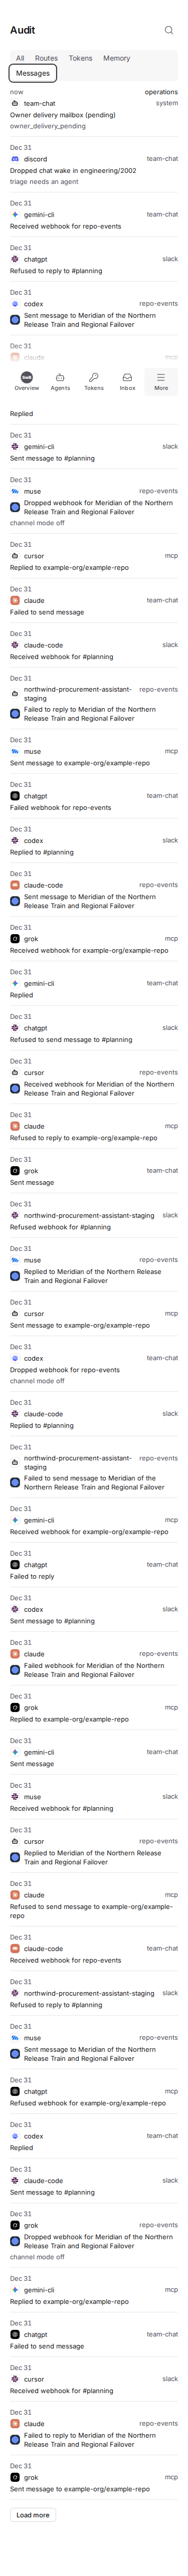 Audit
All Routes Tokens Memory
Messages
now operations
team-chat system
Owner delivery mailbox (pending)
owner_delivery_pending
Dec 31
discord team-chat
Dropped chat wake in engineering/2002
triage needs an agent
Dec 31
gemini-cli team-chat
Received webhook for repo-events
Dec 31
chatgpt slack
Refused to reply to #planning
Dec 31
codex repo-events
Sent message to Meridian of the Northern
Release Train and Regional Failover
Dec 31
claude mcp
Overview Agents Tokens Inbox More
Replied
Dec 31
gemini-cli slack
Sent message to #planning
Dec 31
muse repo-events
Dropped webhook for Meridian of the Northern
Release Train and Regional Failover
channel mode off
Dec 31
cursor mcp
Replied to example-org/example-repo
Dec 31
claude team-chat
Failed to send message
Dec 31
claude-code slack
Received webhook for #planning
Dec 31
northwind-procurement-assistant- repo-events
staging
Failed to reply to Meridian of the Northern
Release Train and Regional Failover
Dec 31
muse mcp
Sent message to example-org/example-repo
Dec 31
chatgpt team-chat
Failed webhook for repo-events
Dec 31
codex slack
Replied to #planning
Dec 31
claude-code repo-events
Sent message to Meridian of the Northern
Release Train and Regional Failover
Dec 31
grok mcp
Received webhook for example-org/example-repo
Dec 31
gemini-cli team-chat
Replied
Dec 31
chatgpt slack
Refused to send message to #planning
Dec 31
cursor repo-events
Received webhook for Meridian of the Northern
Release Train and Regional Failover
Dec 31
claude mcp
Refused to reply to example-org/example-repo
Dec 31
grok team-chat
Sent message
Dec 31
northwind-procurement-assistant-staging slack
Refused webhook for #planning
Dec 31
muse repo-events
Replied to Meridian of the Northern Release
Train and Regional Failover
Dec 31
cursor mcp
Sent message to example-org/example-repo
Dec 31
codex team-chat
Dropped webhook for repo-events
channel mode off
Dec 31
claude-code slack
Replied to #planning
Dec 31
northwind-procurement-assistant- repo-events
staging
Failed to send message to Meridian of the
Northern Release Train and Regional Failover
Dec 31
gemini-cli mcp
Received webhook for example-org/example-repo
Dec 31
chatgpt team-chat
Failed to reply
Dec 31
codex slack
Sent message to #planning
Dec 31
claude repo-events
Failed webhook for Meridian of the Northern
Release Train and Regional Failover
Dec 31
grok mcp
Replied to example-org/example-repo
Dec 31
gemini-cli team-chat
Sent message
Dec 31
muse slack
Received webhook for #planning
Dec 31
cursor repo-events
Replied to Meridian of the Northern Release
Train and Regional Failover
Dec 31
claude mcp
Refused to send message to example-org/example-
repo
Dec 31
claude-code team-chat
Received webhook for repo-events
Dec 31
northwind-procurement-assistant-staging slack
Refused to reply to #planning
Dec 31
muse repo-events
Sent message to Meridian of the Northern
Release Train and Regional Failover
Dec 31
chatgpt mcp
Refused webhook for example-org/example-repo
Dec 31
codex team-chat
Replied
Dec 31
claude-code slack
Sent message to #planning
Dec 31
grok repo-events
Dropped webhook for Meridian of the Northern
Release Train and Regional Failover
channel mode off
Dec 31
gemini-cli mcp
Replied to example-org/example-repo
Dec 31
chatgpt team-chat
Failed to send message
Dec 31
cursor slack
Received webhook for #planning
Dec 31
claude repo-events
Failed to reply to Meridian of the Northern
Release Train and Regional Failover
Dec 31
grok mcp
Sent message to example-org/example-repo
Load more